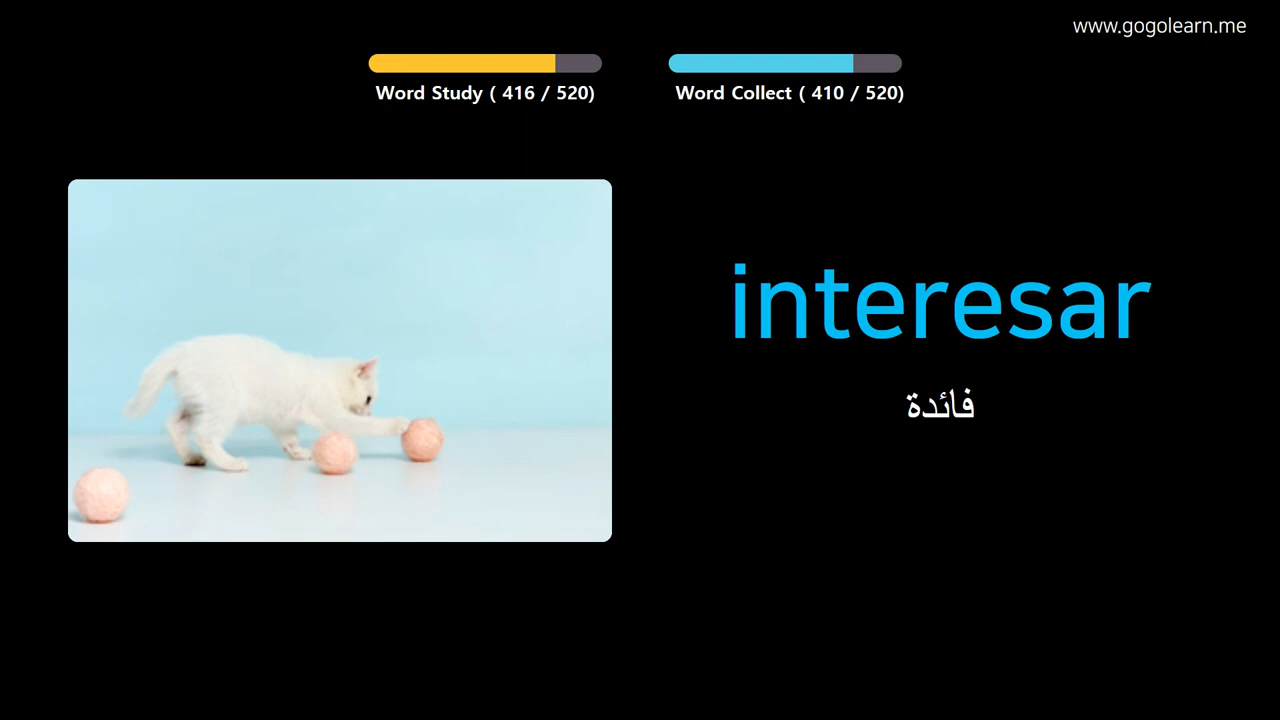 www.gogolearn.me
Word Study ( 416 / 520)
Word Collect ( 410 / 520)
interesar
فائدة